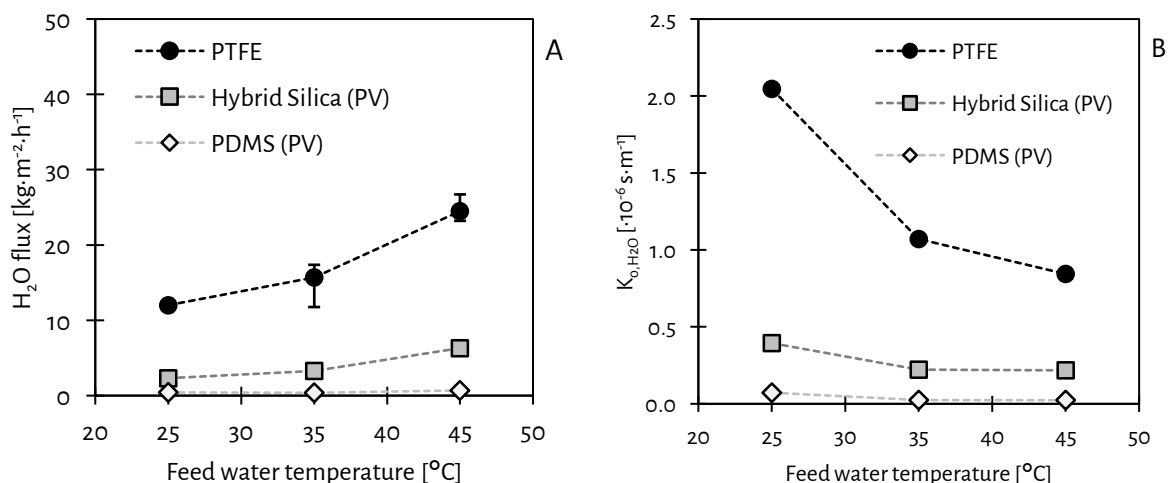 A
H₂O flux [kg·m⁻²·h⁻¹]
50
40
30
20
10
0
PTFE
Hybrid Silica (PV)
PDMS (PV)
20 25 30 35 40 45 50
Feed water temperature [°C]
B
K₀,H2O [·10⁻⁶ s·m⁻¹]
2.5
2.0
1.5
1.0
0.5
0.0
PTFE
Hybrid Silica (PV)
PDMS (PV)
20 25 30 35 40 45 50
Feed water temperature [°C]